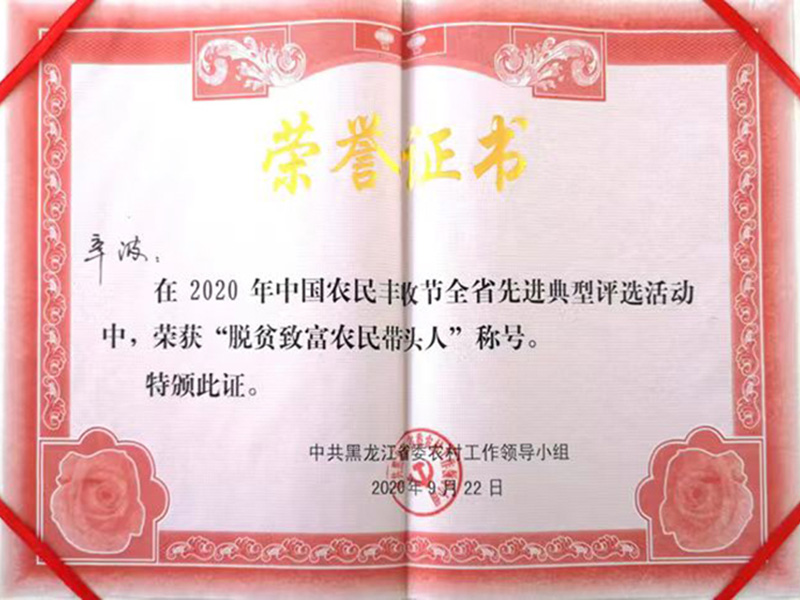 荣誉证书
辛波：
在 2020 年中国农民丰收节全省先进典型评选活动
中，荣获“脱贫致富农民带头人”称号。
特颁此证。
中共黑龙江省委农村工作领导小组
2020年9月22日